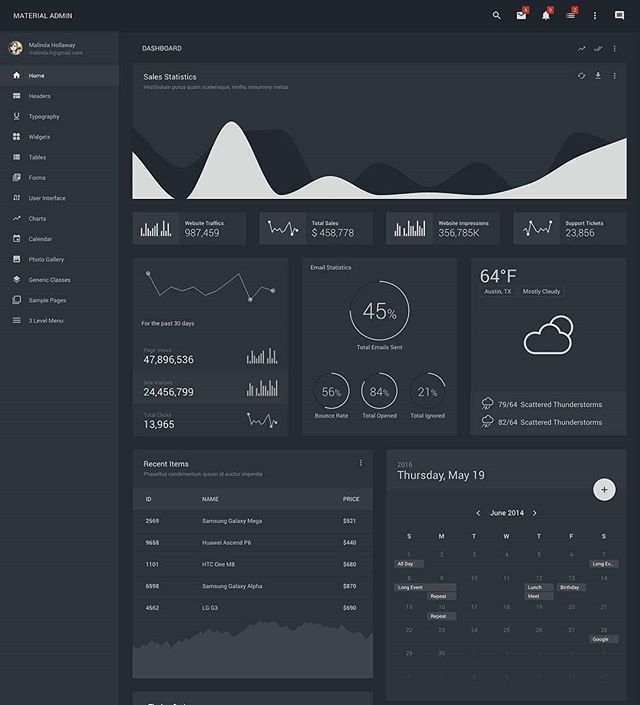 MATERIAL ADMIN
6
9
2
Malinda Hollaway
malinda.h@gmail.com
Home
Headers
Typography
Widgets
Tables
Forms
User Interface
Charts
Calendar
Photo Gallery
Generic Classes
Sample Pages
3 Level Menu
DASHBOARD
Sales Statistics
Vestibulum purus quam scelerisque, mollis nonummy metus
Website Traffics
987,459
Total Sales
$ 458,778
Website Impressions
356,785K
Support Tickets
23,856
For the past 30 days
Page Views
47,896,536
Site Visitors
24,456,799
Total Clicks
13,965
Email Statistics
45%
Total Emails Sent
56% 84% 21%
Bounce Rate Total Opened Total Ignored
64°F
Austin, TX Mostly Cloudy
79/64 Scattered Thunderstorms
82/64 Scattered Thunderstorms
Recent Items
Phasellus condimentum ipsum id auctor imperdie
ID NAME PRICE
2569 Samsung Galaxy Mega $521
9658 Huawei Ascend P6 $440
1101 HTC One M8 $680
6598 Samsung Galaxy Alpha $870
4562 LG G3 $690
2016
Thursday, May 19
+
June 2014
S M T W T F S
1 2 3 4 5 6 7
All Day Long Ev..
8 9 10 11 12 13 14
Long Event Lunch Birthday
Repeat Meet
15 16 17 18 19 20 21
Repeat
22 23 24 25 26 27 28
Google
29 30 1 2 3 4 5